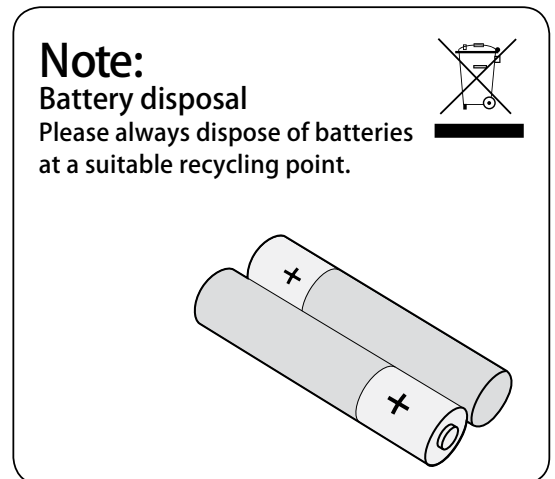 Note:
Battery disposal
Please always dispose of batteries
at a suitable recycling point.
+
+